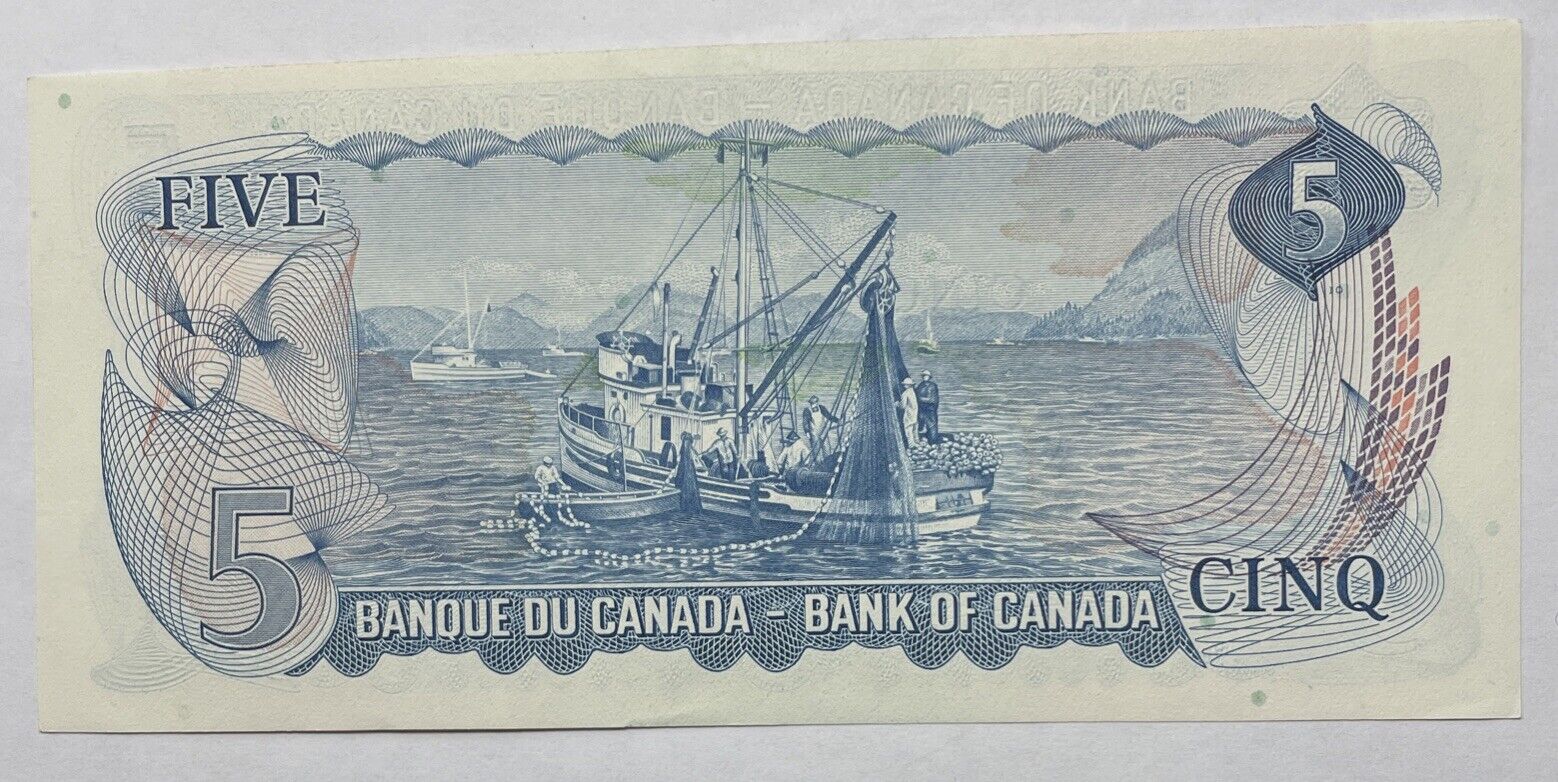 FIVE
5
5
CINQ
BANQUE DU CANADA - BANK OF CANADA